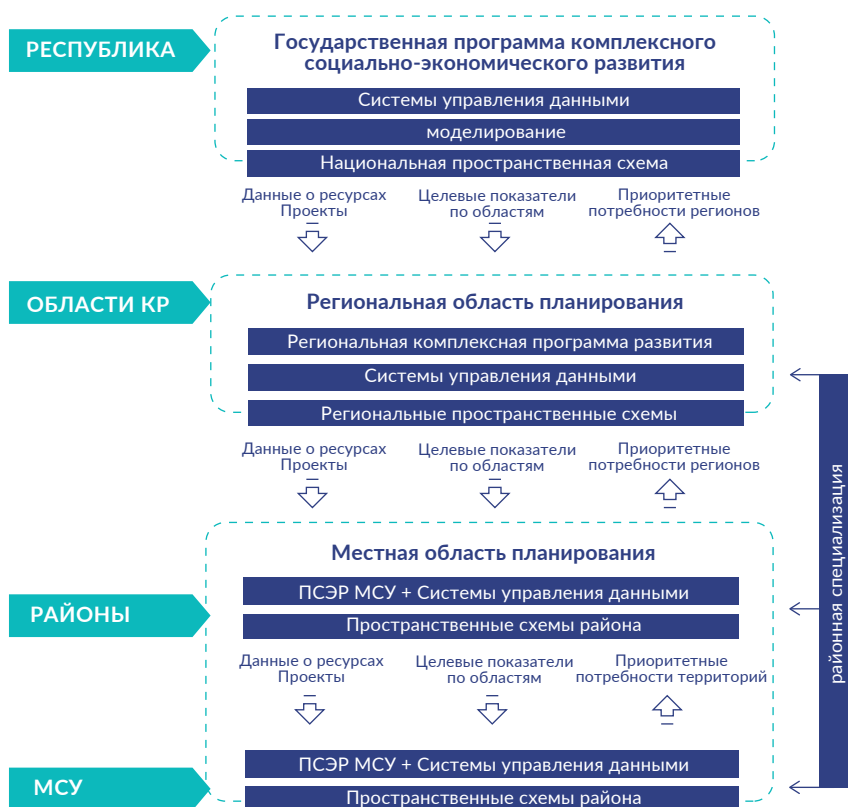 РЕСПУБЛИКА
Государственная программа комплексного
социально-экономического развития
Системы управления данными
моделирование
Национальная пространственная схема
Данные о ресурсах
Проекты
Целевые показатели
по областям
Приоритетные
потребности регионов
ОБЛАСТИ КР
Региональная область планирования
Региональная комплексная программа развития
Системы управления данными
Региональные пространственные схемы
Данные о ресурсах
Проекты
Целевые показатели
по областям
Приоритетные
потребности регионов
районная специализация
Местная область планирования
РАЙОНЫ
ПСЭР МСУ + Системы управления данными
Пространственные схемы района
Данные о ресурсах
Проекты
Целевые показатели
по областям
Приоритетные
потребности территорий
МСУ
ПСЭР МСУ + Системы управления данными
Пространственные схемы района